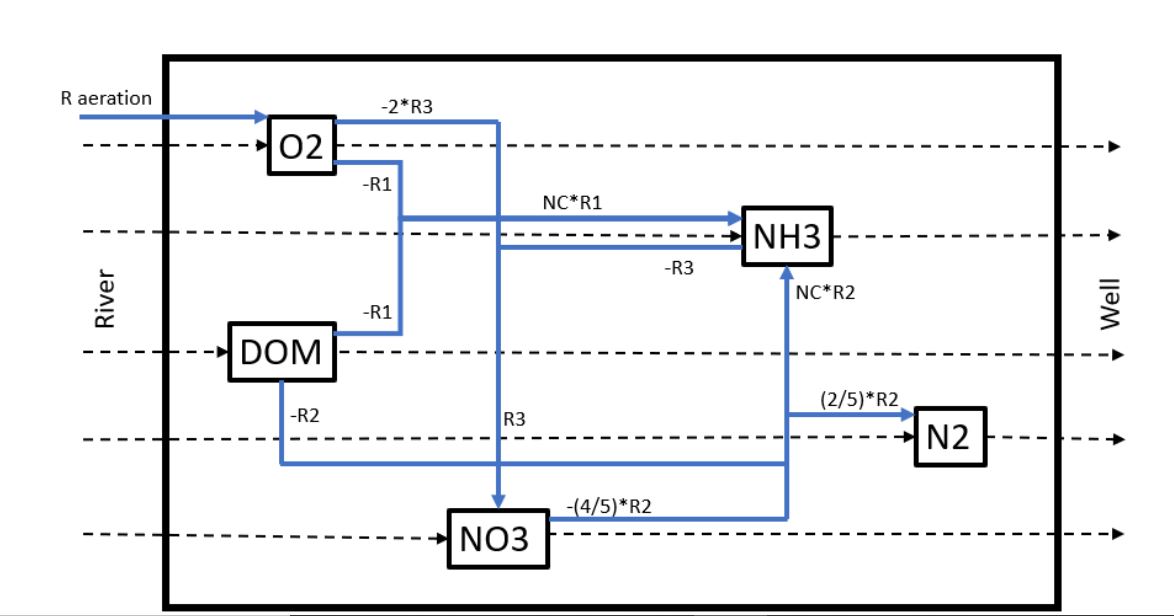 R aeration
-2*R3
O2
-R1
NC*R1
NH3
-R3
River
NC*R2
Well
-R1
DOM
(2/5)*R2
-R2
R3
N2
-(4/5)*R2
NO3